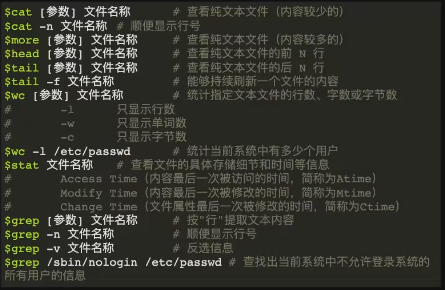 $cat [参数] 文件名称 # 查看纯文本文件（内容较少的）
$cat -n 文件名称 # 顺便显示行号
$more [参数] 文件名称 # 查看纯文本文件（内容较多的）
$head [参数] 文件名称 # 查看纯文本文件的前 N 行
$tail [参数] 文件名称 # 查看纯文本文件的后 N 行
$tail -f 文件名称 # 能够持续刷新一个文件的内容
$wc [参数] 文件名称 # 统计指定文本文件的行数、字数或字节数
# -l 只显示行数
# -w 只显示单词数
# -c 只显示字节数
$wc -l /etc/passwd # 统计当前系统中有多少个用户
$stat 文件名称 # 查看文件的具体存储细节和时间等信息
# Access Time（内容最后一次被访问的时间，简称为Atime）
# Modify Time（内容最后一次被修改的时间，简称为Mtime）
# Change Time（文件属性最后一次被修改的时间，简称为Ctime）
$grep [参数] 文件名称 # 按"行"提取文本内容
$grep -n 文件名称 # 顺便显示行号
$grep -v 文件名称 # 反选信息
$grep /sbin/nologin /etc/passwd # 查找出当前系统中不允许登录系统的
所有用户的信息